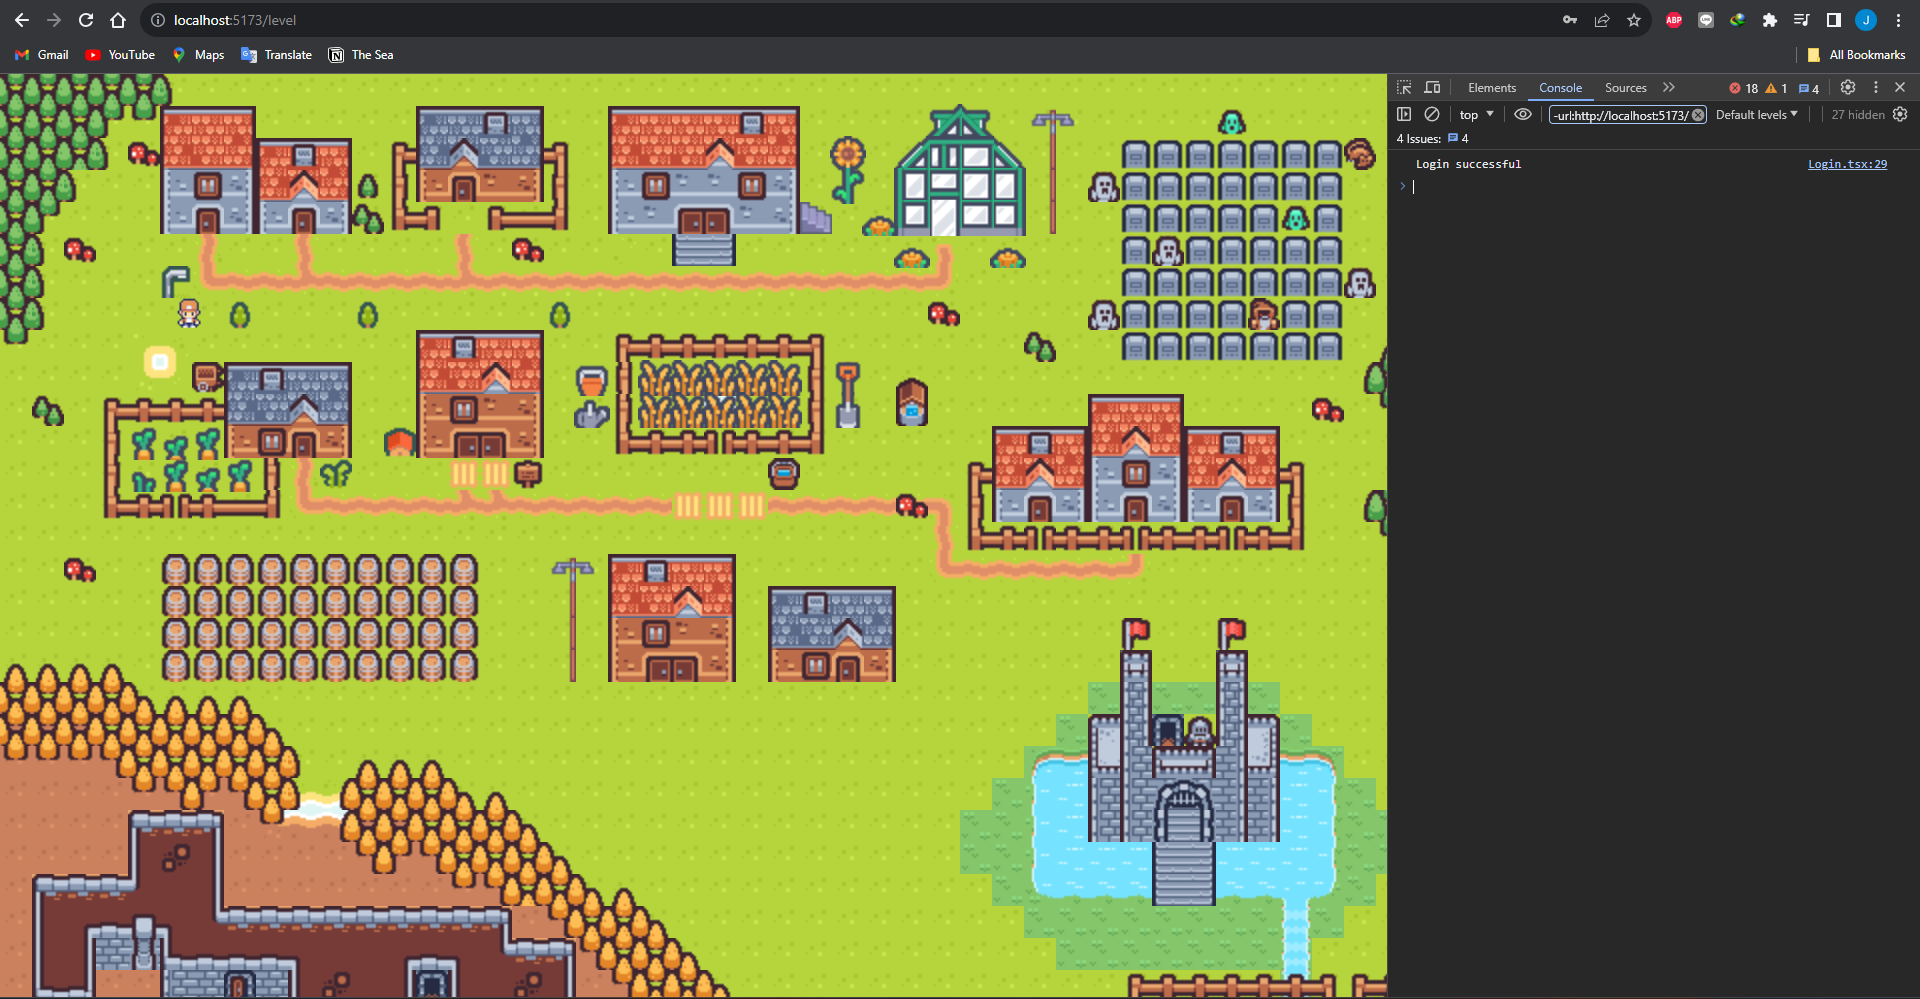 localhost:5173/level
ABP
J
Gmail YouTube Maps Translate The Sea All Bookmarks
Elements Console Sources 18 1 4
top -url:http://localhost:5173/ Default levels 27 hidden
4 Issues: 4
Login successful Login.tsx:29